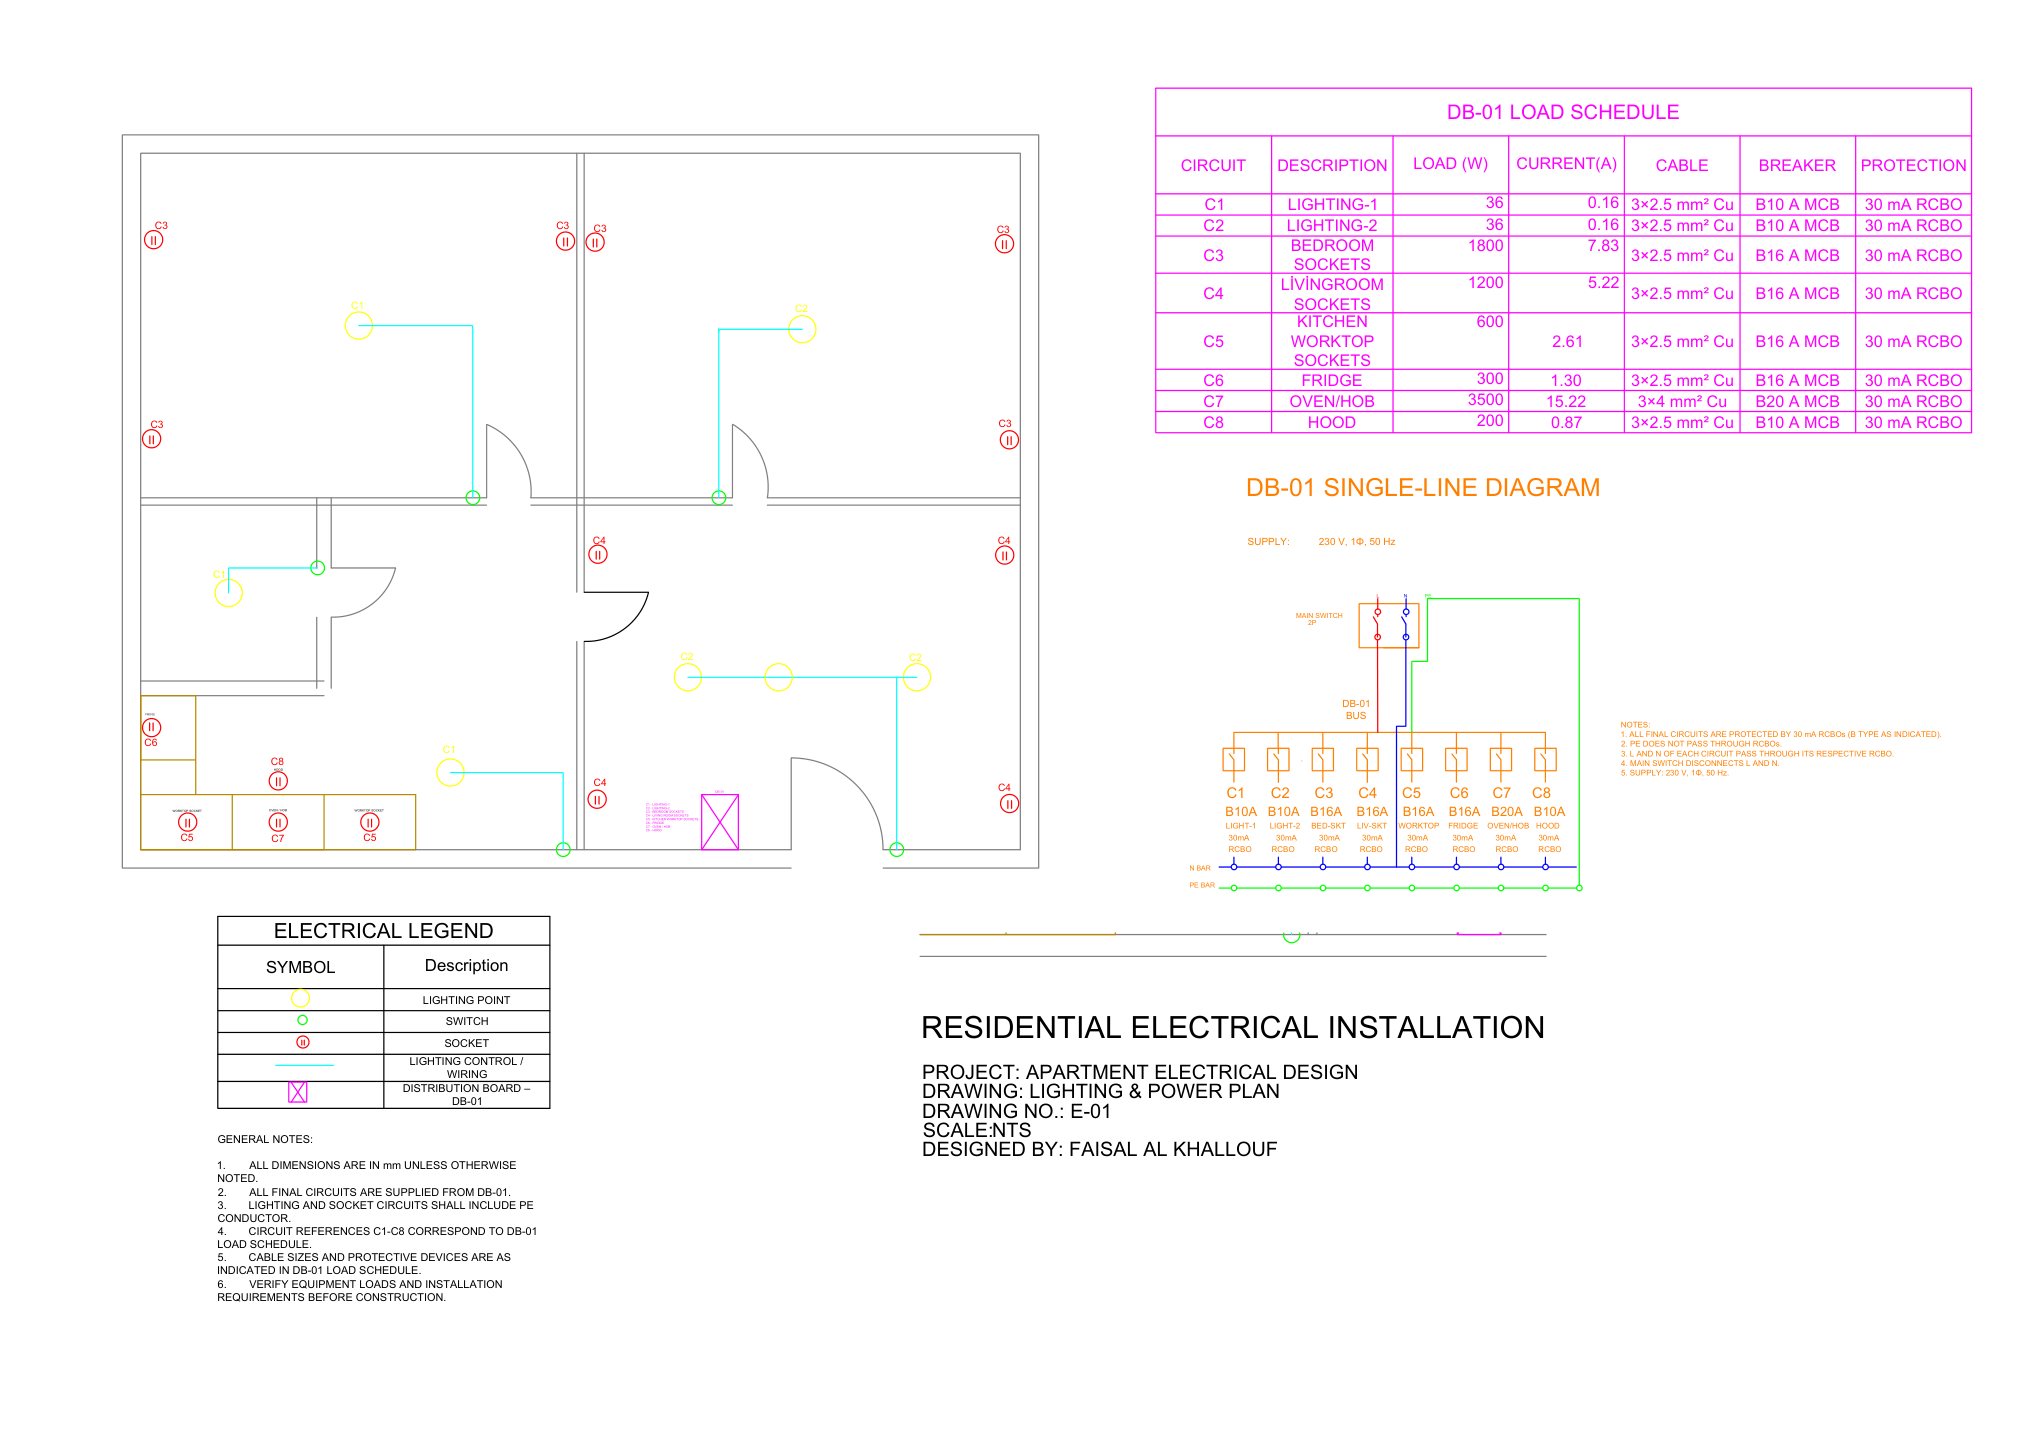 C3
C3
C3
C3
C1
C2
C3
C3
C4
C4
C1
C2
C2
C6
C8
HOOD
C1
C4
C4
WORKTOP SOCKET
OVEN / HOB
WORKTOP SOCKET
C5
C7
C5
DB-01 LOAD SCHEDULE
CIRCUIT DESCRIPTION LOAD (W) CURRENT(A) CABLE BREAKER PROTECTION
C1 LIGHTING-1 36 0.16 3×2.5 mm² Cu B10 A MCB 30 mA RCBO
C2 LIGHTING-2 36 0.16 3×2.5 mm² Cu B10 A MCB 30 mA RCBO
C3 BEDROOM SOCKETS 1800 7.83 3×2.5 mm² Cu B16 A MCB 30 mA RCBO
C4 LİVİNGROOM SOCKETS 1200 5.22 3×2.5 mm² Cu B16 A MCB 30 mA RCBO
C5 KITCHEN WORKTOP SOCKETS 600 2.61 3×2.5 mm² Cu B16 A MCB 30 mA RCBO
C6 FRIDGE 300 1.30 3×2.5 mm² Cu B16 A MCB 30 mA RCBO
C7 OVEN/HOB 3500 15.22 3×4 mm² Cu B20 A MCB 30 mA RCBO
C8 HOOD 200 0.87 3×2.5 mm² Cu B10 A MCB 30 mA RCBO
DB-01 SINGLE-LINE DIAGRAM
SUPPLY: 230 V, 1Φ, 50 Hz
L N
MAIN SWITCH
2P
DB-01
BUS
C1 C2 C3 C4 C5 C6 C7 C8
B10A B10A B16A B16A B16A B16A B20A B10A
LIGHT-1 LIGHT-2 BED-SKT LIV-SKT WORKTOP FRIDGE OVEN/HOB HOOD
30mA 30mA 30mA 30mA 30mA 30mA 30mA 30mA
RCBO RCBO RCBO RCBO RCBO RCBO RCBO RCBO
N BAR
PE BAR
NOTES:
1. ALL FINAL CIRCUITS ARE PROTECTED BY 30 mA RCBOs (B TYPE AS INDICATED).
2. PE DOES NOT PASS THROUGH RCBOs.
3. L AND N OF EACH CIRCUIT PASS THROUGH ITS RESPECTIVE RCBO.
4. MAIN SWITCH DISCONNECTS L AND N.
5. SUPPLY: 230 V, 1Φ, 50 Hz.
ELECTRICAL LEGEND
SYMBOL Description
LIGHTING POINT
SWITCH
SOCKET
LIGHTING CONTROL /
WIRING
DISTRIBUTION BOARD –
DB-01
GENERAL NOTES:
1. ALL DIMENSIONS ARE IN mm UNLESS OTHERWISE
NOTED.
2. ALL FINAL CIRCUITS ARE SUPPLIED FROM DB-01.
3. LIGHTING AND SOCKET CIRCUITS SHALL INCLUDE PE
CONDUCTOR.
4. CIRCUIT REFERENCES C1-C8 CORRESPOND TO DB-01
LOAD SCHEDULE.
5. CABLE SIZES AND PROTECTIVE DEVICES ARE AS
INDICATED IN DB-01 LOAD SCHEDULE.
6. VERIFY EQUIPMENT LOADS AND INSTALLATION
REQUIREMENTS BEFORE CONSTRUCTION.
RESIDENTIAL ELECTRICAL INSTALLATION
PROJECT: APARTMENT ELECTRICAL DESIGN
DRAWING: LIGHTING & POWER PLAN
DRAWING NO.: E-01
SCALE:NTS
DESIGNED BY: FAISAL AL KHALLOUF